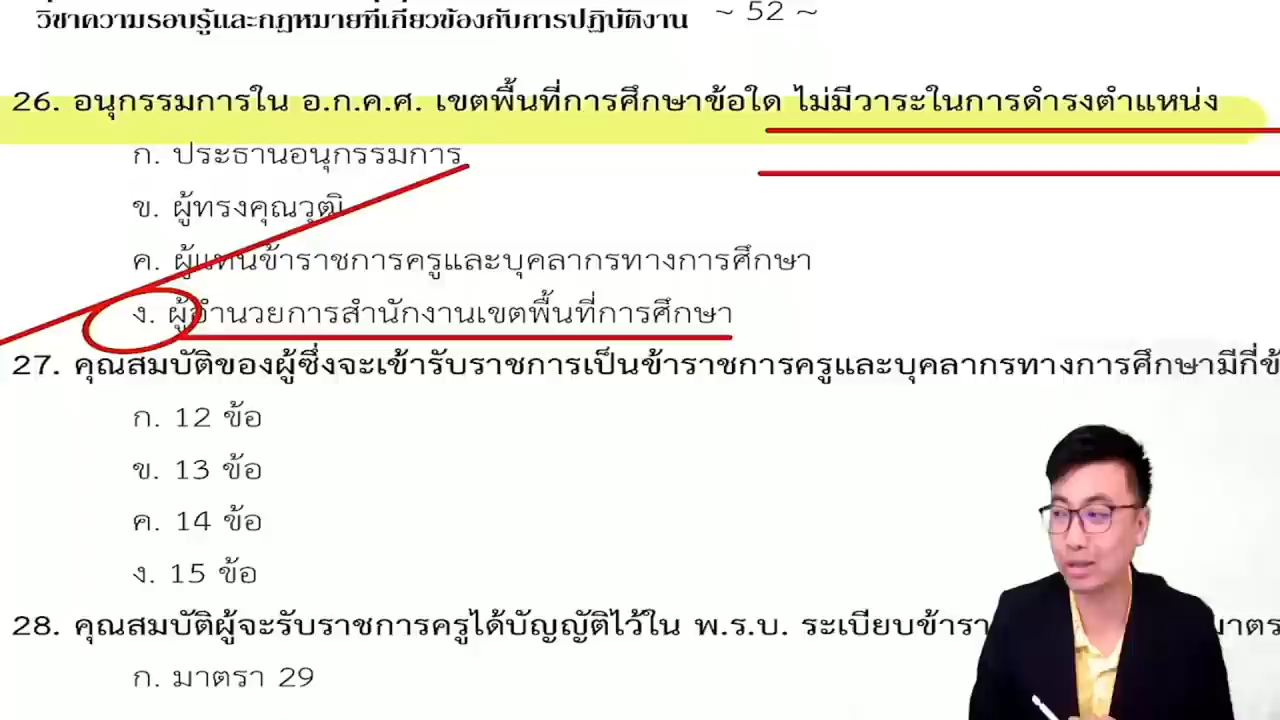 วิชาความรอบรู้และกฎหมายที่เกี่ยวข้องกับการปฏิบัติงาน ~ 52 ~
26. อนุกรรมการใน อ.ก.ค.ศ. เขตพื้นที่การศึกษาข้อใด ไม่มีวาระในการดำรงตำแหน่ง
ก. ประธานอนุกรรมการ
ข. ผู้ทรงคุณวุฒิ
ค. ผู้แทนข้าราชการครูและบุคลากรทางการศึกษา
ง. ผู้อำนวยการสำนักงานเขตพื้นที่การศึกษา
27. คุณสมบัติของผู้ซึ่งจะเข้ารับราชการเป็นข้าราชการครูและบุคลากรทางการศึกษามีกี่ข้
ก. 12 ข้อ
ข. 13 ข้อ
ค. 14 ข้อ
ง. 15 ข้อ
28. คุณสมบัติผู้จะรับราชการครูได้บัญญัติไว้ใน พ.ร.บ. ระเบียบข้ารา
ก. มาตรา 29